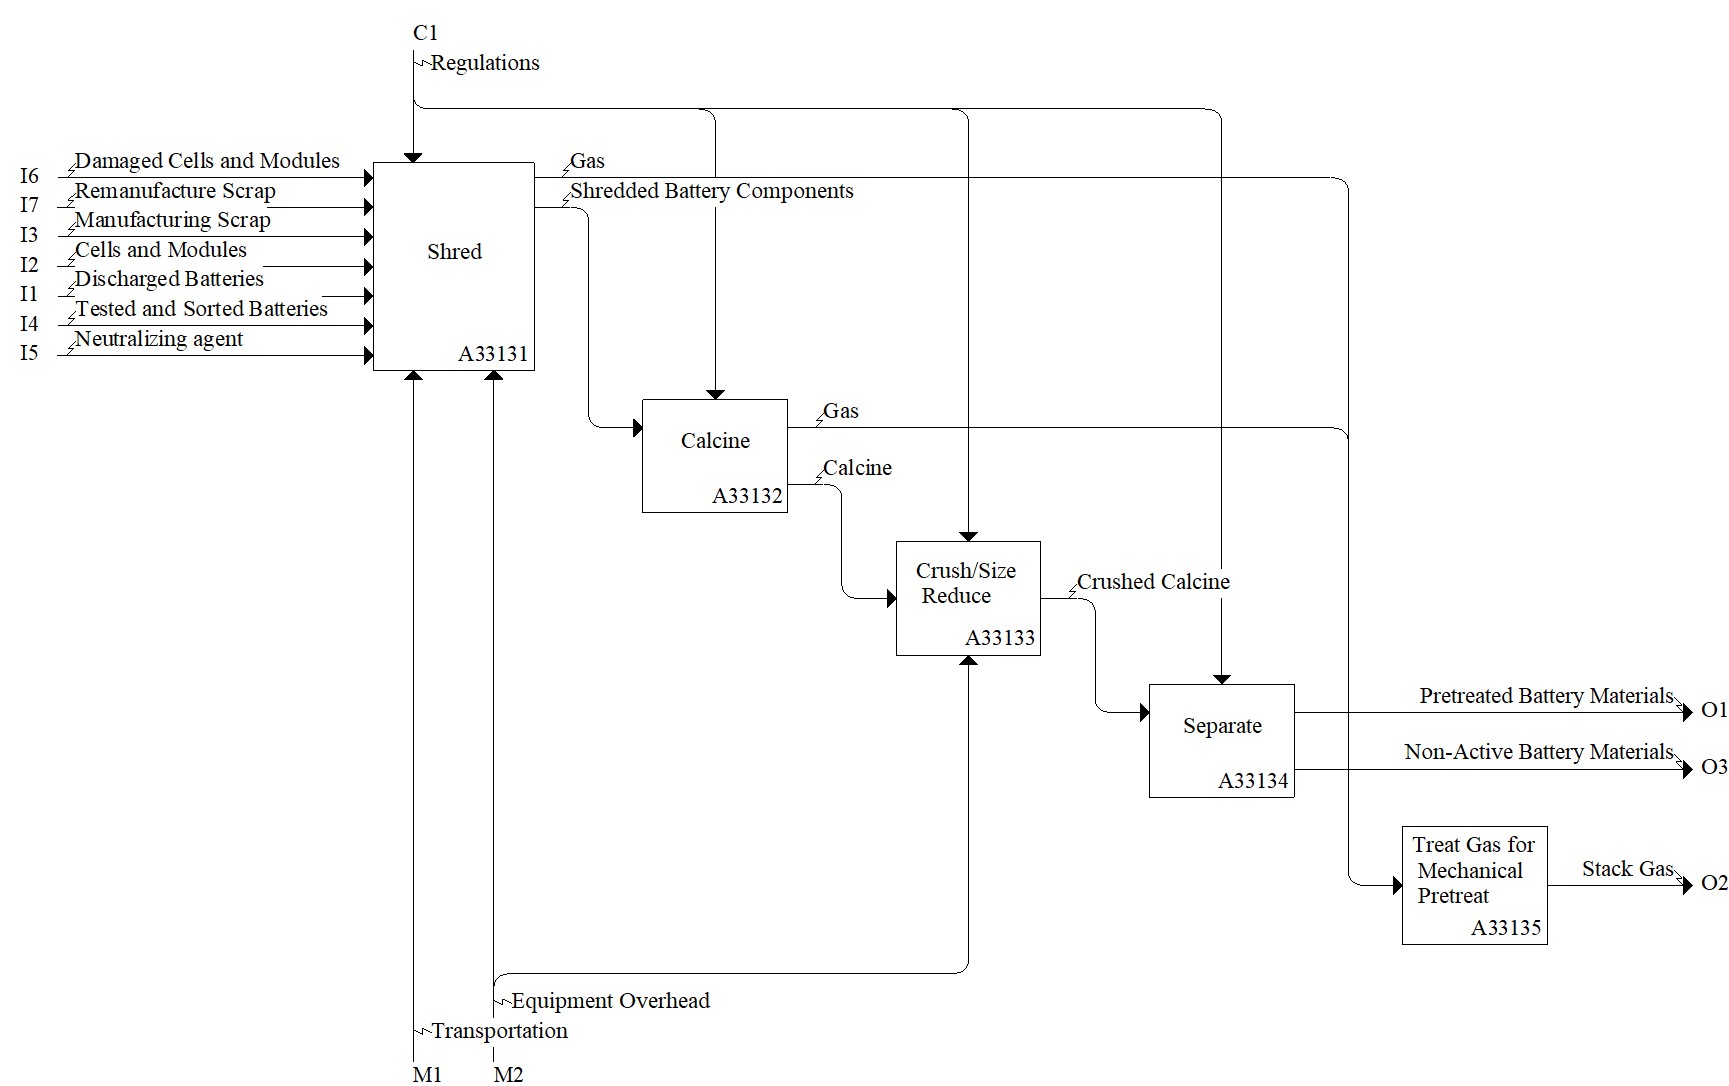 C1
Regulations
I6
Damaged Cells and Modules
I7
Remanufacture Scrap
I3
Manufacturing Scrap
I2
Cells and Modules
I1
Discharged Batteries
I4
Tested and Sorted Batteries
I5
Neutralizing agent
Shred
A33131
Gas
Shredded Battery Components
Calcine
A33132
Gas
Calcine
Crush/Size
Reduce
A33133
Crushed Calcine
Separate
A33134
Pretreated Battery Materials
O1
Non-Active Battery Materials
O3
Treat Gas for
Mechanical
Pretreat
A33135
Stack Gas
O2
Equipment Overhead
Transportation
M1
M2